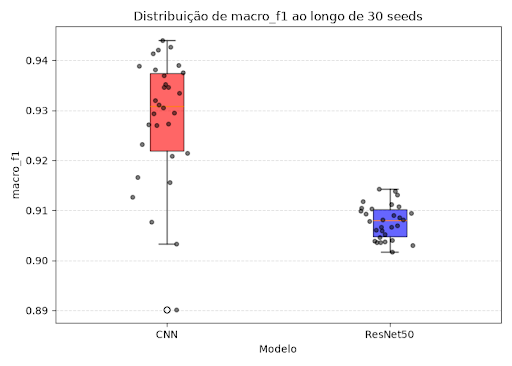 Distribuição de macro_f1 ao longo de 30 seeds
macro_f1
0.94
0.93
0.92
0.91
0.90
0.89
CNN
ResNet50
Modelo